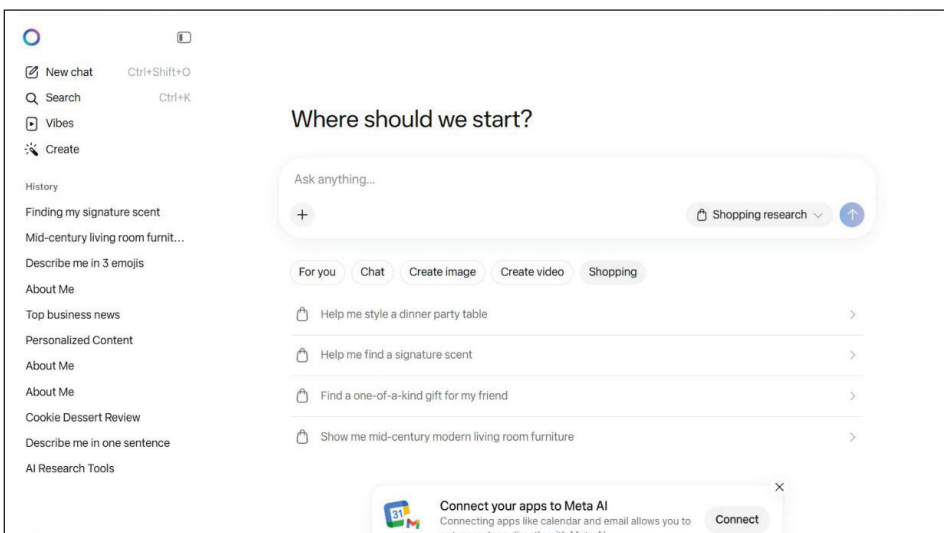 New chat Ctrl+Shift+O
Search Ctrl+K
Vibes
Create
History
Finding my signature scent
Mid-century living room furnit...
Describe me in 3 emojis
About Me
Top business news
Personalized Content
About Me
About Me
Cookie Dessert Review
Describe me in one sentence
AI Research Tools
Where should we start?
Ask anything...
Shopping research
For you Chat Create image Create video Shopping
Help me style a dinner party table
Help me find a signature scent
Find a one-of-a-kind gift for my friend
Show me mid-century modern living room furniture
31
Connect your apps to Meta AI
Connecting apps like calendar and email allows you to
Connect